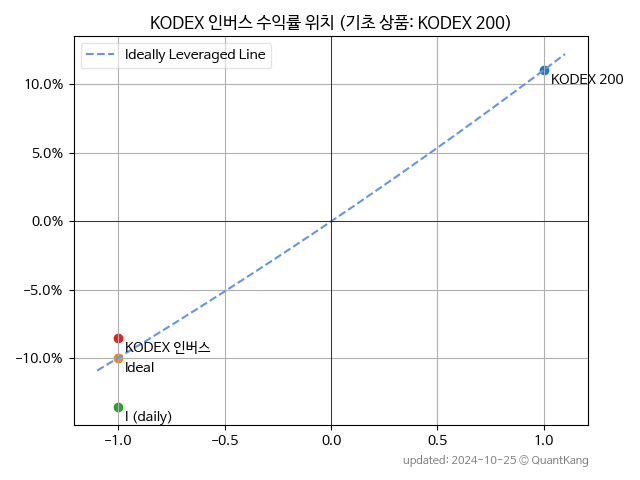 KODEX 인버스 수익률 위치 (기초 상품: KODEX 200)
Ideally Leveraged Line
10.0%
5.0%
0.0%
−5.0%
−10.0%
KODEX 200
KODEX 인버스
Ideal
I (daily)
−1.0 −0.5 0.0 0.5 1.0
updated: 2024-10-25 © QuantKang